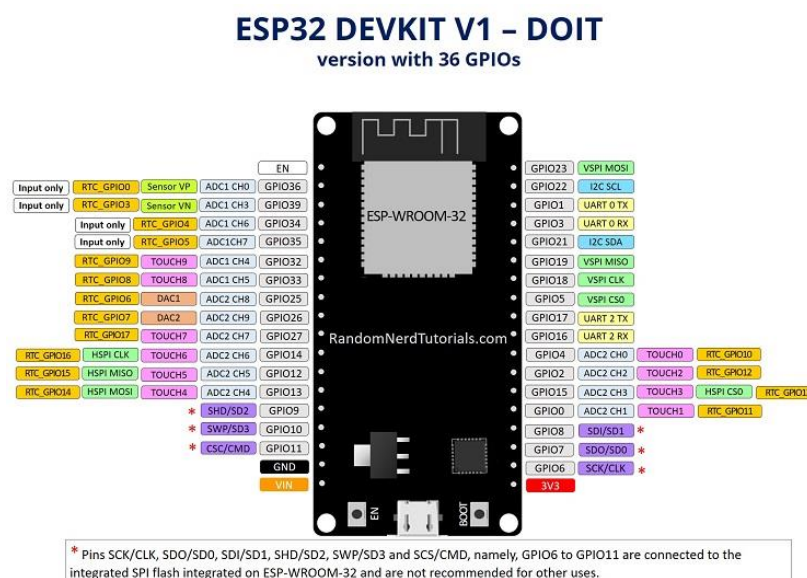 ESP32 DEVKIT V1 – DOIT
version with 36 GPIOs
EN
GPIO23 VSPI MOSI
Input only RTC_GPIO0 Sensor VP ADC1 CH0 GPIO36
GPIO22 I2C SCL
Input only RTC_GPIO3 Sensor VN ADC1 CH3 GPIO39
GPIO1 UART 0 TX
Input only RTC_GPIO4 ADC1 CH6 GPIO34
ESP-WROOM-32
GPIO3 UART 0 RX
Input only RTC_GPIO5 ADC1CH7 GPIO35
GPIO21 I2C SDA
RTC_GPIO9 TOUCH9 ADC1 CH4 GPIO32
GPIO19 VSPI MISO
RTC_GPIO8 TOUCH8 ADC1 CH5 GPIO33
GPIO18 VSPI CLK
RTC_GPIO6 DAC1 ADC2 CH8 GPIO25
GPIO5 VSPI CS0
RTC_GPIO7 DAC2 ADC2 CH9 GPIO26
GPIO17 UART 2 TX
RTC_GPIO17 TOUCH7 ADC2 CH7 GPIO27
RandomNerdTutorials.com
GPIO16 UART 2 RX
RTC_GPIO16 HSPI CLK TOUCH6 ADC2 CH6 GPIO14
GPIO4 ADC2 CH0 TOUCH0 RTC_GPIO10
RTC_GPIO15 HSPI MISO TOUCH5 ADC2 CH5 GPIO12
GPIO2 ADC2 CH2 TOUCH2 RTC_GPIO12
RTC_GPIO14 HSPI MOSI TOUCH4 ADC2 CH4 GPIO13
GPIO15 ADC2 CH3 TOUCH3 HSPI CS0
* SHD/SD2 GPIO9
GPIO0 ADC2 CH1 TOUCH1 RTC_GPIO11
* SWP/SD3 GPIO10
GPIO8 SDI/SD1 *
* CSC/CMD GPIO11
GPIO7 SDO/SD0 *
GND
GPIO6 SCK/CLK *
VIN
3V3
EN
BOOT
* Pins SCK/CLK, SDO/SD0, SDI/SD1, SHD/SD2, SWP/SD3 and SCS/CMD, namely, GPIO6 to GPIO11 are connected to the
integrated SPI flash integrated on ESP-WROOM-32 and are not recommended for other uses.